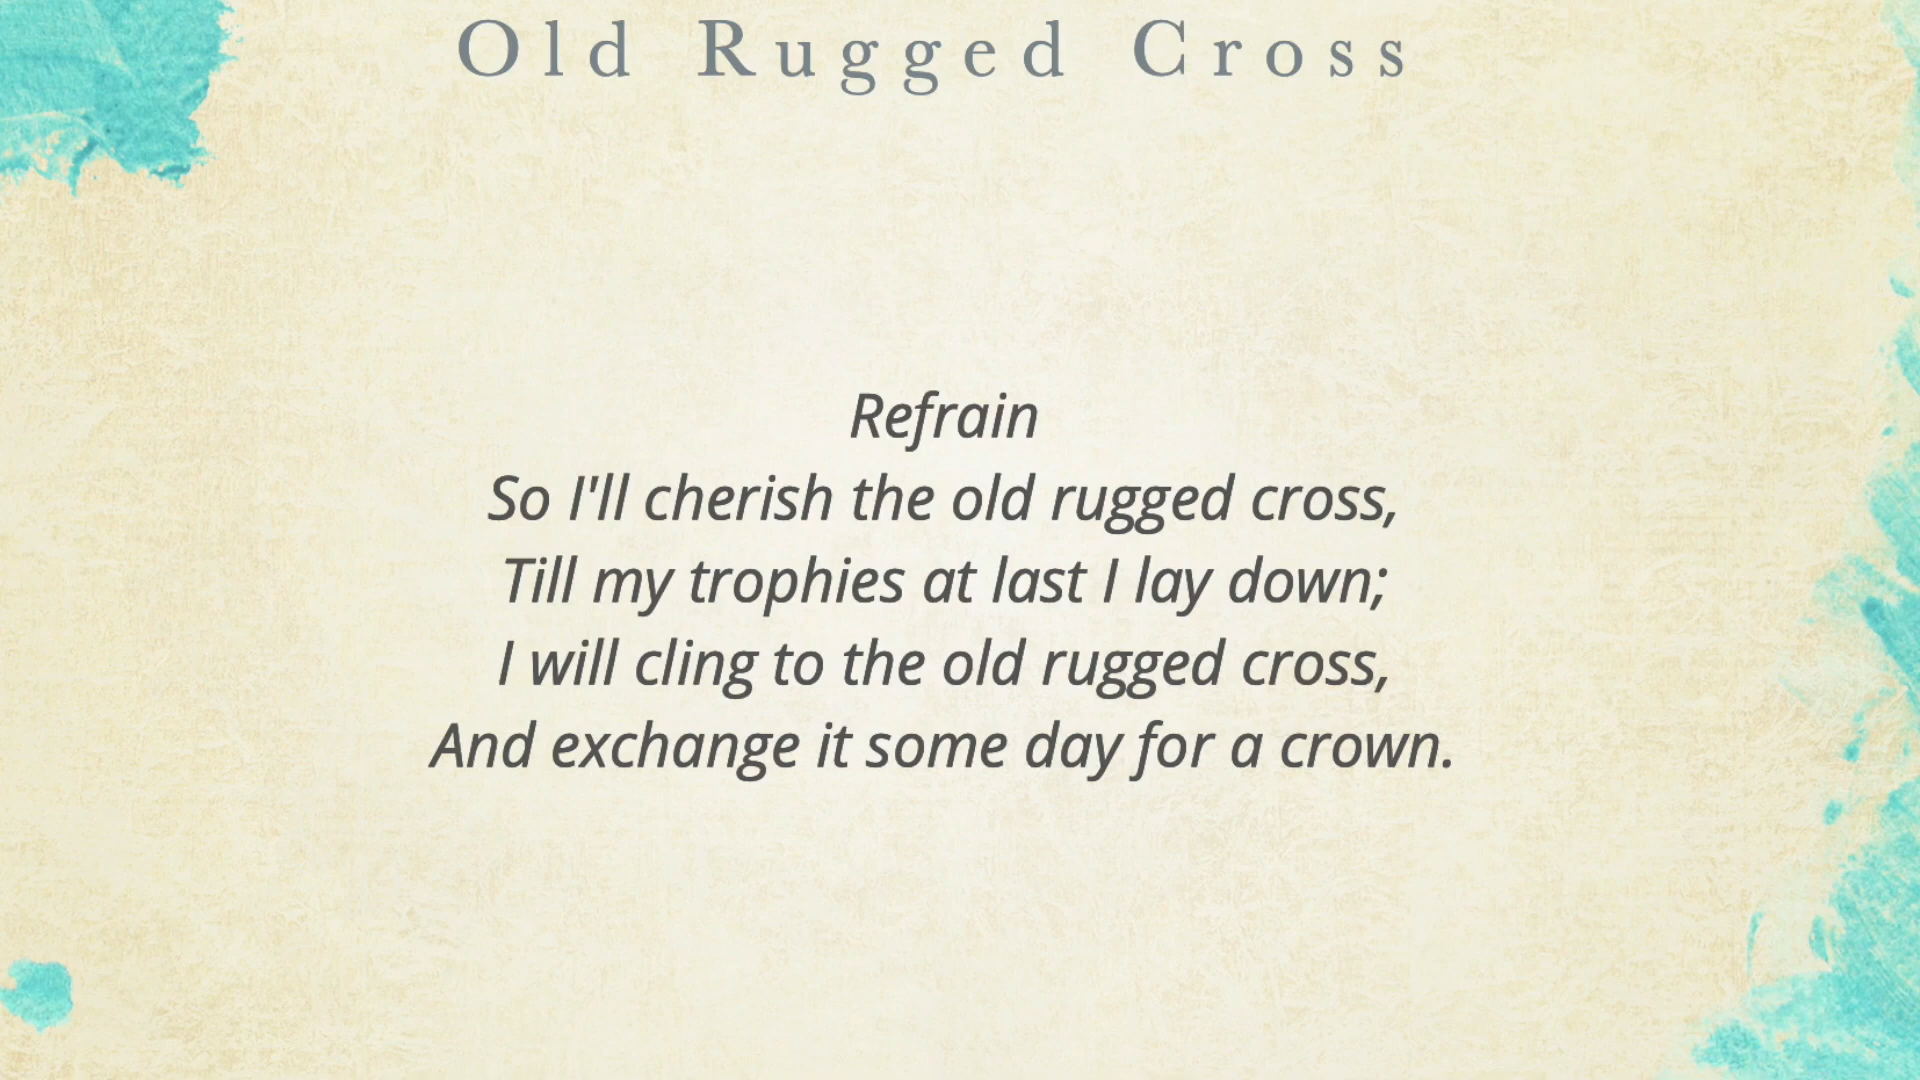 Old Rugged Cross
Refrain
So I'll cherish the old rugged cross,
Till my trophies at last I lay down;
I will cling to the old rugged cross,
And exchange it some day for a crown.